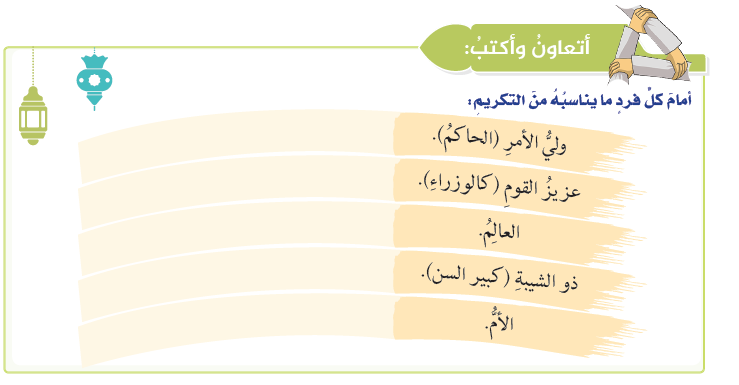 أتعاونُ وأكتبُ:
أمامَ كلِّ فردٍ ما يناسبُهُ منَ التكريمِ:
وليُّ الأمرِ (الحاكمُ).
عزيزُ القومِ (كالوزراءِ).
العالِمُ.
ذو الشيبةِ (كبير السن).
الأمُّ.